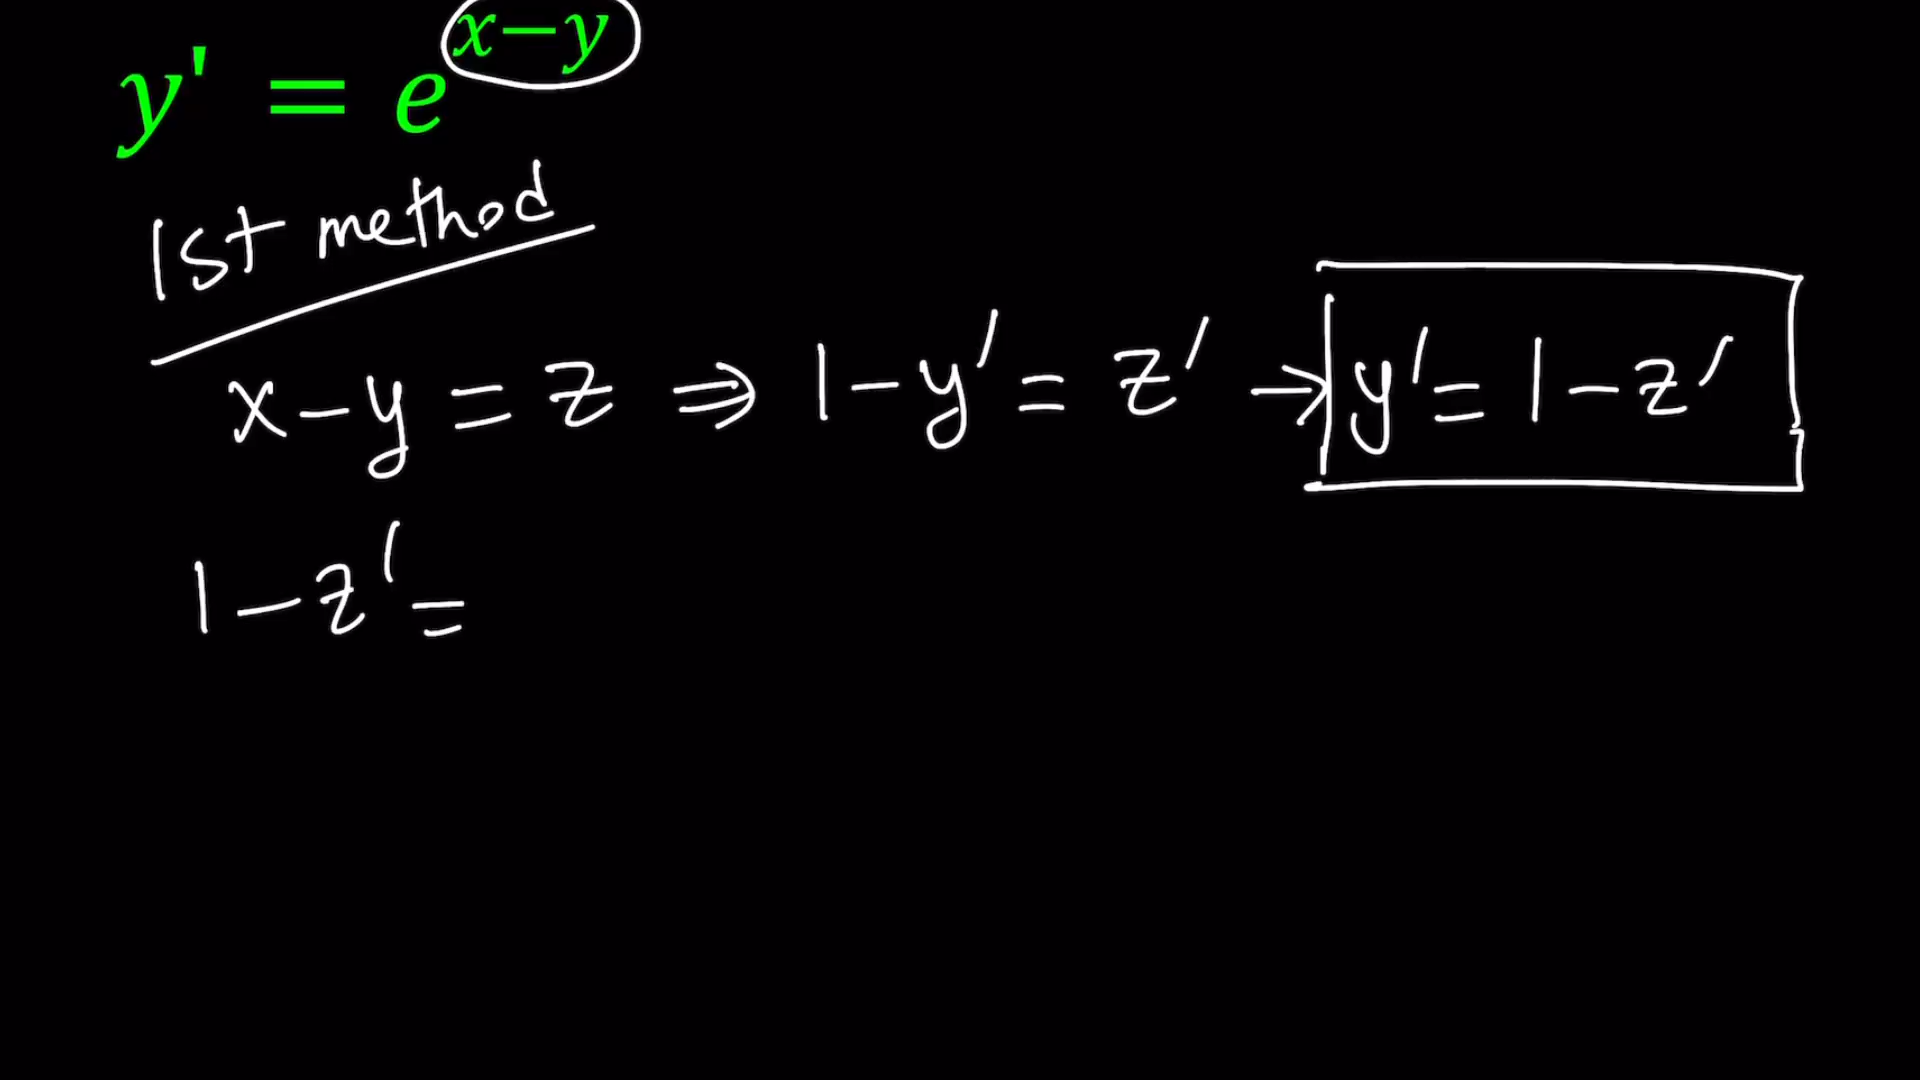 y' = e^{x-y}
1st method
x-y = z ⇒ 1-y' = z' → y' = 1-z'
1-z' =